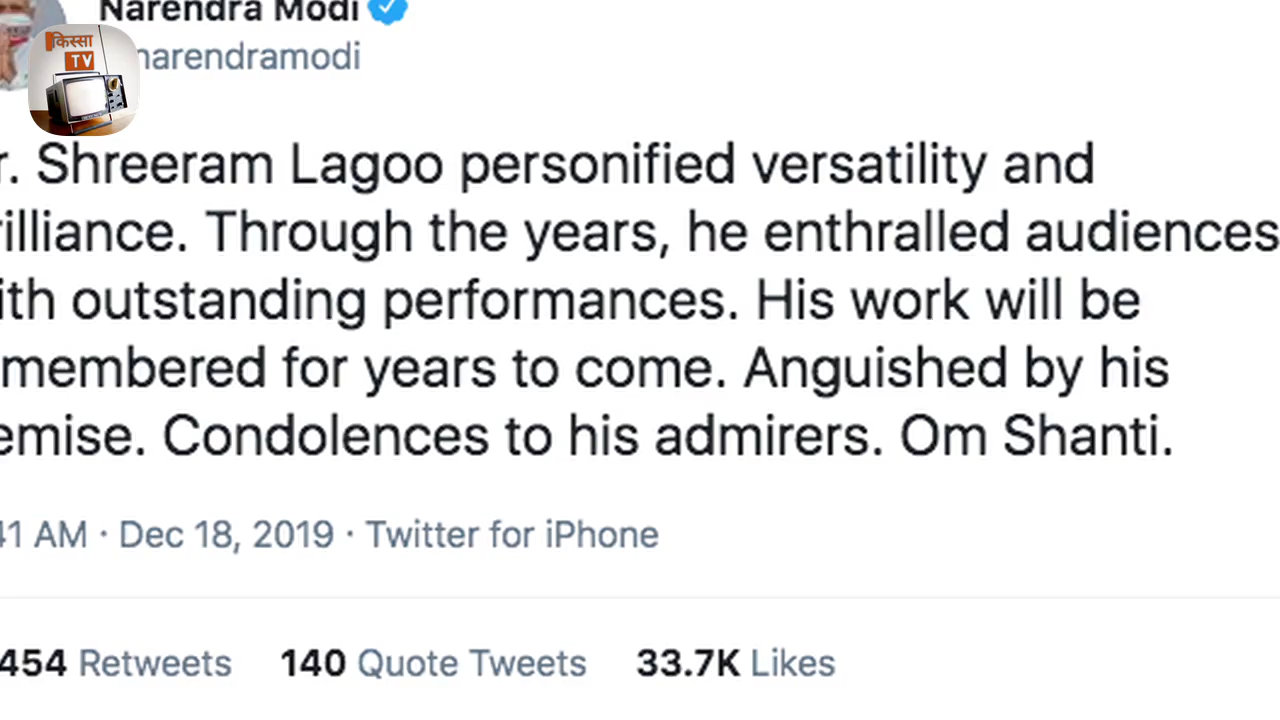 Narendra Modi
किस्सा
TV
narendramodi
r. Shreeram Lagoo personified versatility and
rilliance. Through the years, he enthralled audiences
ith outstanding performances. His work will be
membered for years to come. Anguished by his
emise. Condolences to his admirers. Om Shanti.
41 AM · Dec 18, 2019 · Twitter for iPhone
454 Retweets 140 Quote Tweets 33.7K Likes